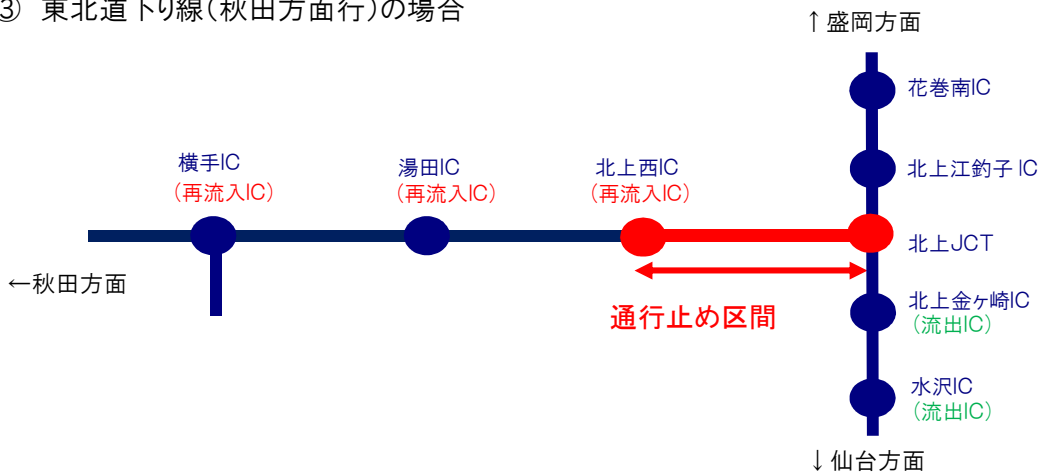 ③ 東北道下り線(秋田方面行)の場合
↑盛岡方面
花巻南IC
横手IC
(再流入IC)
湯田IC
(再流入IC)
北上西IC
(再流入IC)
北上江釣子IC
北上JCT
←秋田方面
通行止め区間
北上金ヶ崎IC
(流出IC)
水沢IC
(流出IC)
↓仙台方面